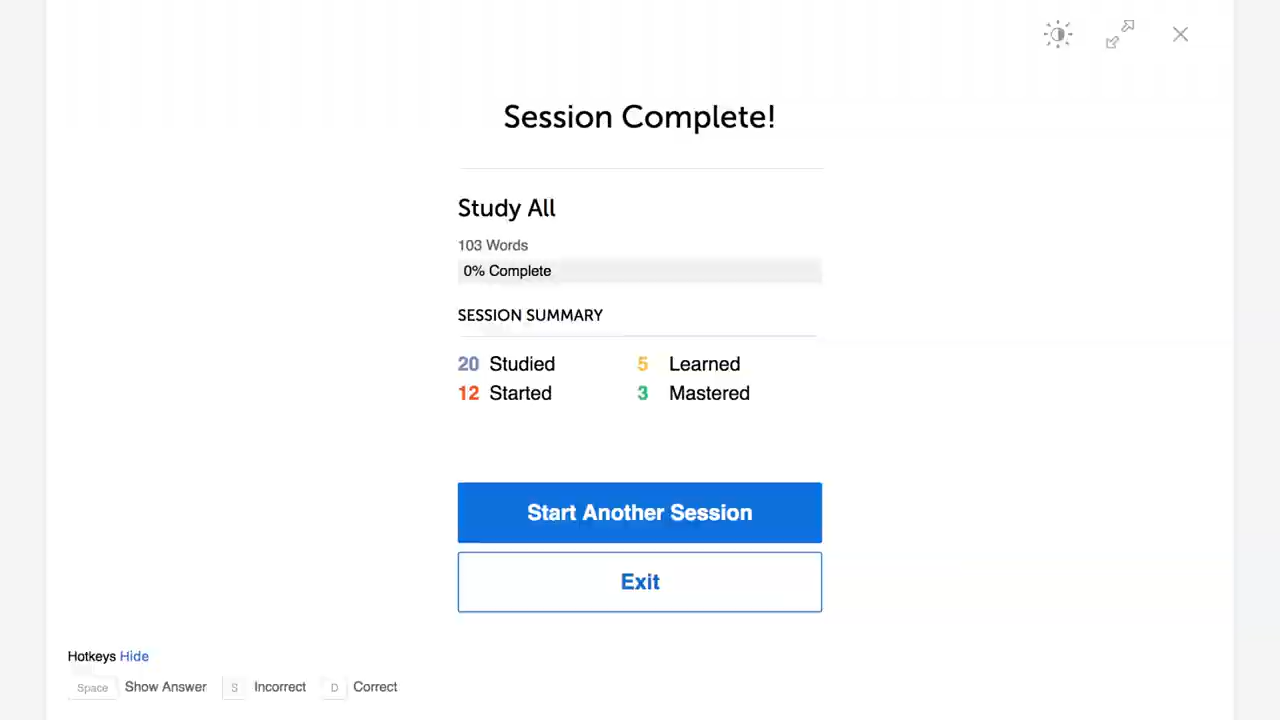 Session Complete!
Study All
103 Words
0% Complete
SESSION SUMMARY
20 Studied 5 Learned
12 Started 3 Mastered
Start Another Session
Exit
Hotkeys Hide
Space Show Answer S Incorrect D Correct